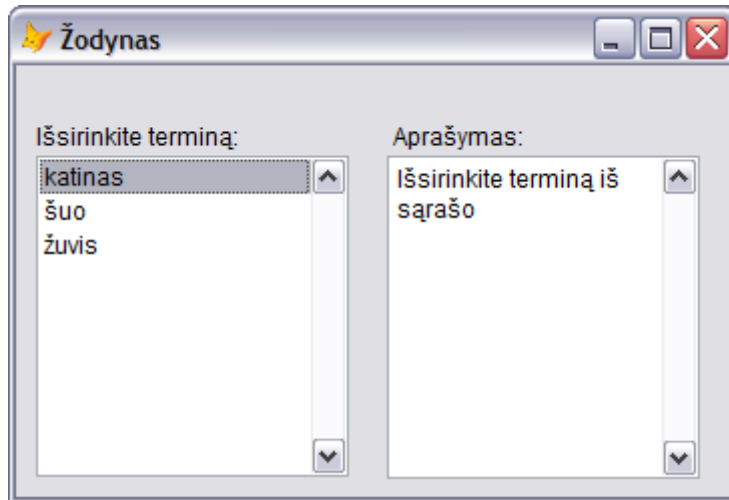 Žodynas
Išsirinkite terminą:
katinas
šuo
žuvis
Aprašymas:
Išsirinkite terminą iš
sąrašo